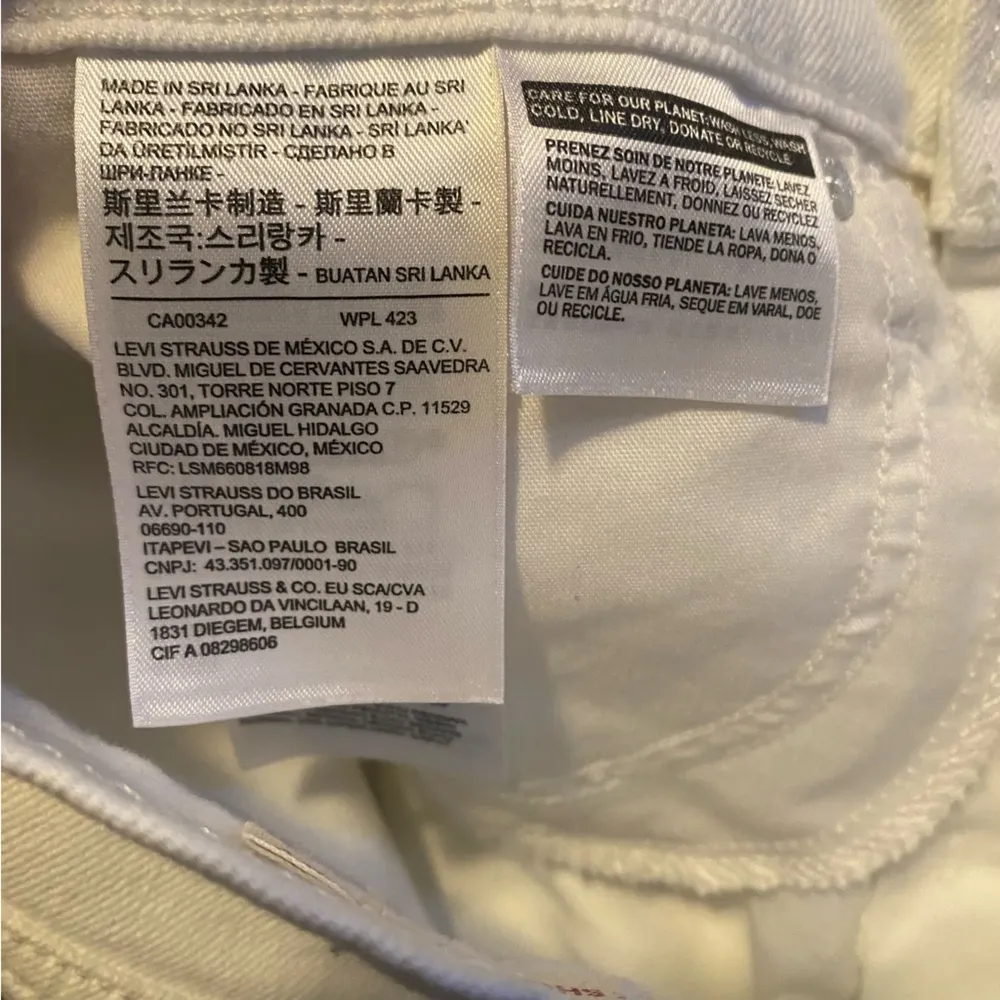 MADE IN SRI LANKA - FABRIQUE AU SRI
LANKA - FABRICADO EN SRI LANKA -
FABRICADO NO SRI LANKA - SRİ LANKA'
DA ÜRETİLMİŞTİR - СДЕЛАНО В
ШРИ-ЛАНКЕ -
斯里兰卡制造 - 斯里蘭卡製 -
제조국:스리랑카 -
スリランカ製 - BUATAN SRI LANKA
CA00342 WPL 423
LEVI STRAUSS DE MÉXICO S.A. DE C.V.
BLVD. MIGUEL DE CERVANTES SAAVEDRA
NO. 301, TORRE NORTE PISO 7
COL. AMPLIACIÓN GRANADA C.P. 11529
ALCALDÍA. MIGUEL HIDALGO
CIUDAD DE MÉXICO, MÉXICO
RFC: LSM660818M98
LEVI STRAUSS DO BRASIL
AV. PORTUGAL, 400
06690-110
ITAPEVI – SAO PAULO BRASIL
CNPJ: 43.351.097/0001-90
LEVI STRAUSS & CO. EU SCA/CVA
LEONARDO DA VINCILAAN, 19 - D
1831 DIEGEM, BELGIUM
CIF A 08298606
CARE FOR OUR PLANET: WASH LESS, WASH
COLD, LINE DRY, DONATE OR RECYCLE
PRENEZ SOIN DE NOTRE PLANETE: LAVEZ
MOINS, LAVEZ A FROID, LAISSEZ SECHER
NATURELLEMENT, DONNEZ OU RECYCLEZ
CUIDA NUESTRO PLANETA: LAVA MENOS,
LAVA EN FRIO, TIENDE LA ROPA, DONA O
RECICLA.
CUIDE DO NOSSO PLANETA: LAVE MENOS,
LAVE EM ÁGUA FRIA, SEQUE EM VARAL, DOE
OU RECICLE.